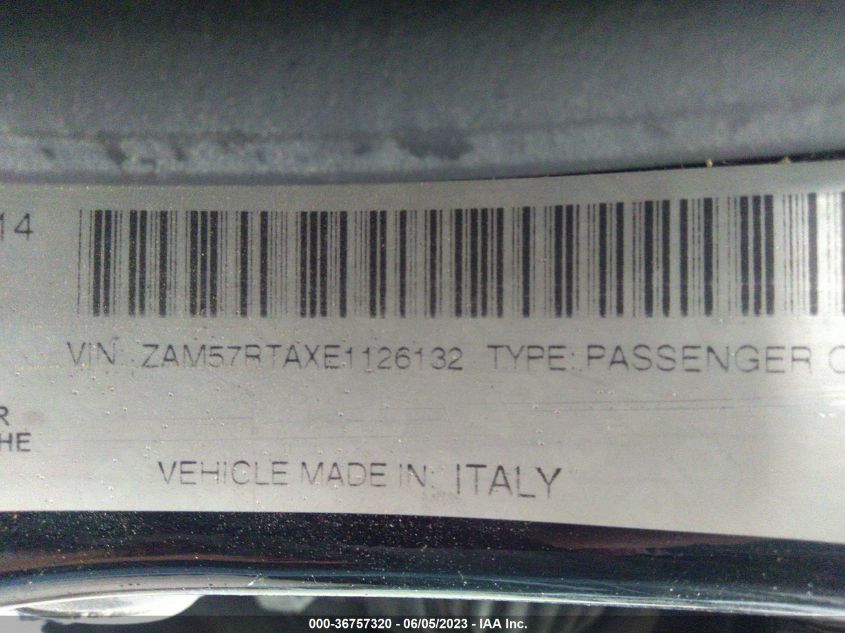 14
VIN: ZAM57RTAXE1126132 TYPE: PASSENGER C
R
HE
VEHICLE MADE IN: ITALY
000-36757320 — 06/05/2023 — IAA Inc.